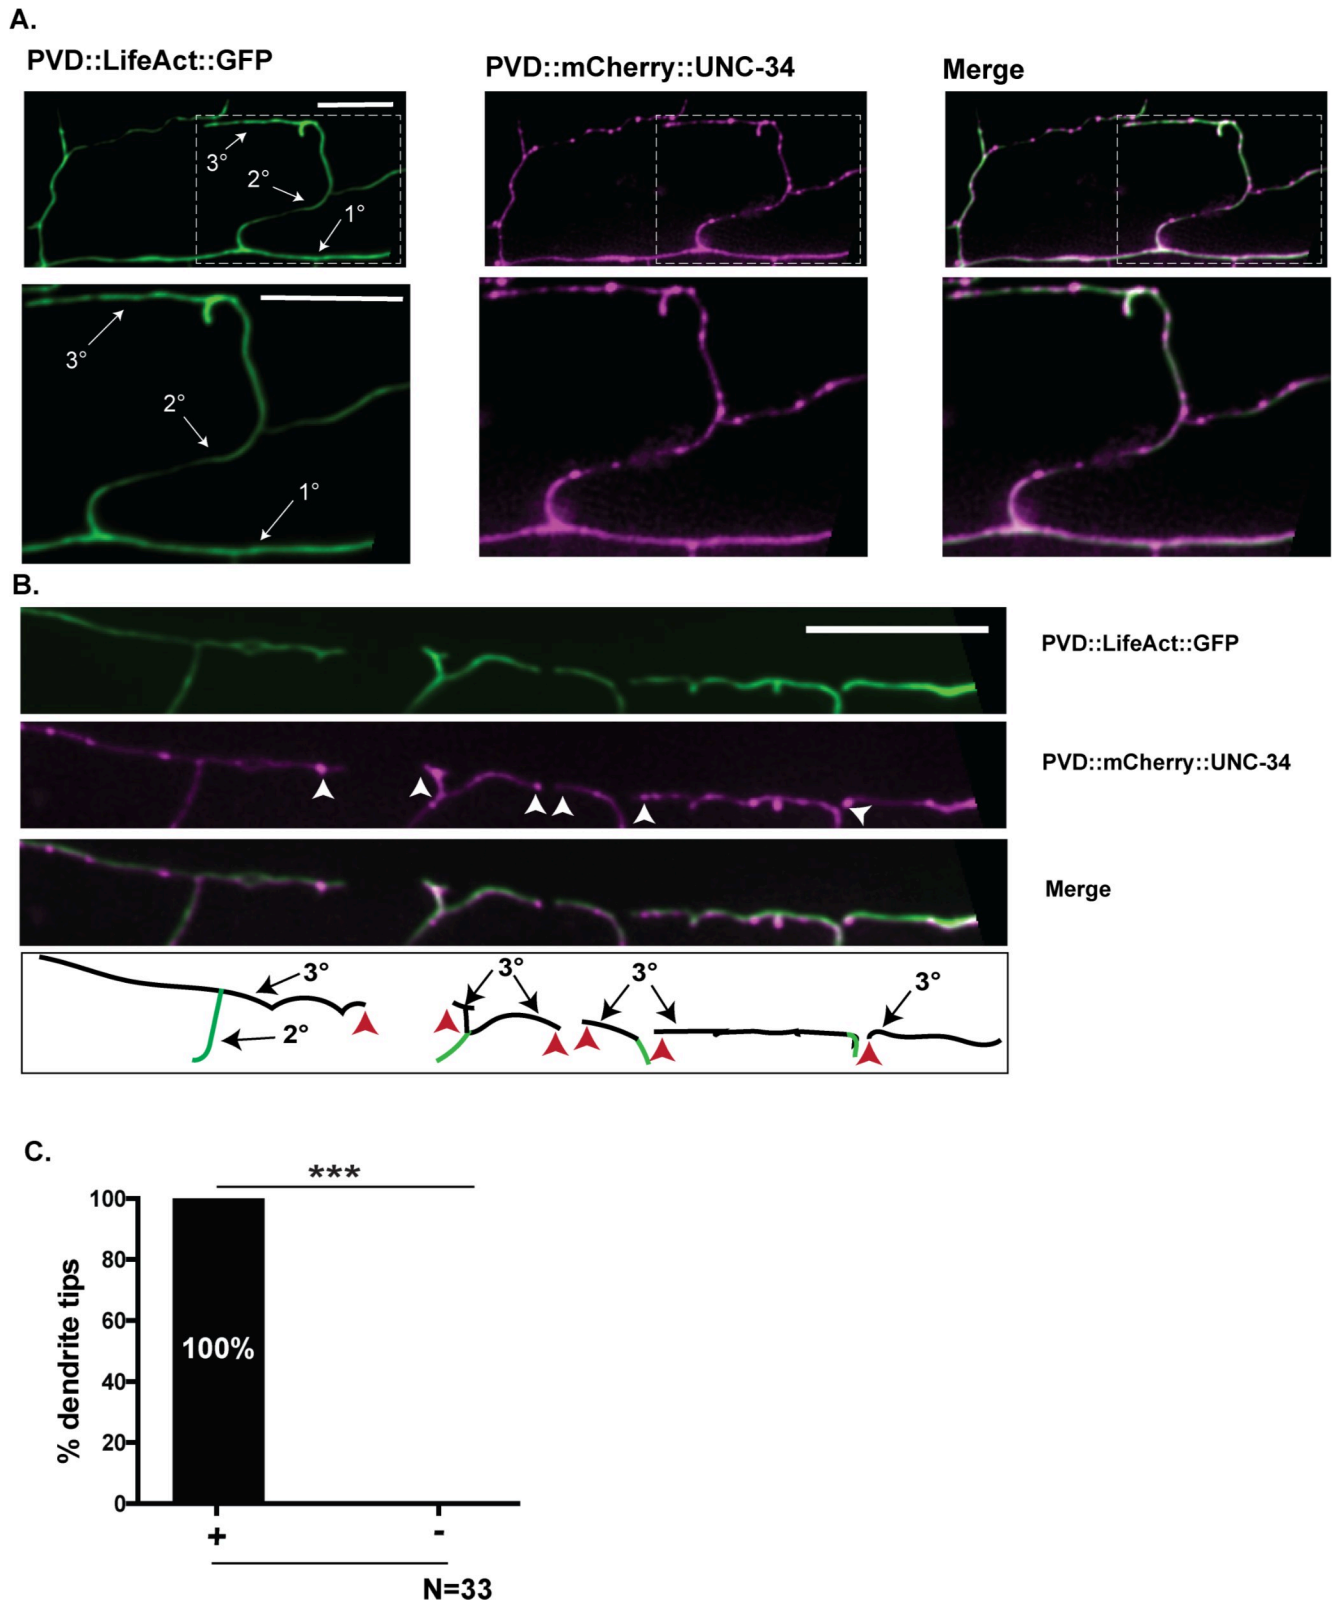 A.
PVD::LifeAct::GFP
PVD::mCherry::UNC-34
Merge
3°
2°
1°
3°
2°
1°
B.
PVD::LifeAct::GFP
PVD::mCherry::UNC-34
Merge
3°
2°
3°
3°
3°
C.
***
100
80
60
40
20
0
% dendrite tips
100%
+ -
N=33